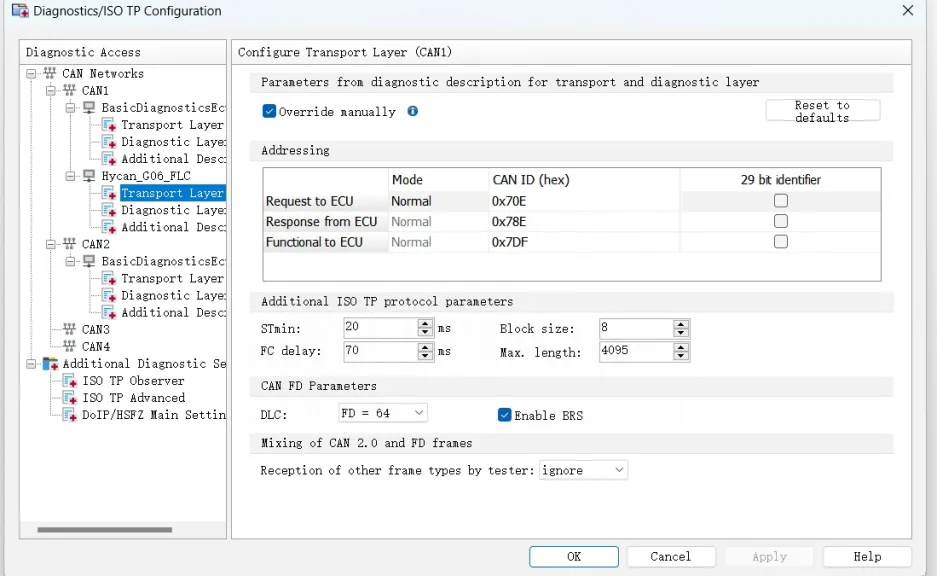 Diagnostics/ISO TP Configuration
Diagnostic Access
CAN Networks
CAN1
BasicDiagnosticsEc
Transport Layer
Diagnostic Laye
Additional Desc
Hycan_G06_FLC
Transport Layer
Diagnostic Laye
Additional Desc
CAN2
BasicDiagnosticsEc
Transport Layer
Diagnostic Laye
Additional Desc
CAN3
CAN4
Additional Diagnostic Se
ISO TP Observer
ISO TP Advanced
DoIP/HSFZ Main Settin
Configure Transport Layer (CAN1)
Parameters from diagnostic description for transport and diagnostic layer
Override manually
Reset to
defaults
Addressing
Mode CAN ID (hex) 29 bit identifier
Request to ECU Normal 0x70E
Response from ECU Normal 0x78E
Functional to ECU Normal 0x7DF
Additional ISO TP protocol parameters
STmin: 20 ms Block size: 8
FC delay: 70 ms Max. length: 4095
CAN FD Parameters
DLC: FD = 64 Enable BRS
Mixing of CAN 2.0 and FD frames
Reception of other frame types by tester: ignore
OK Cancel Apply Help